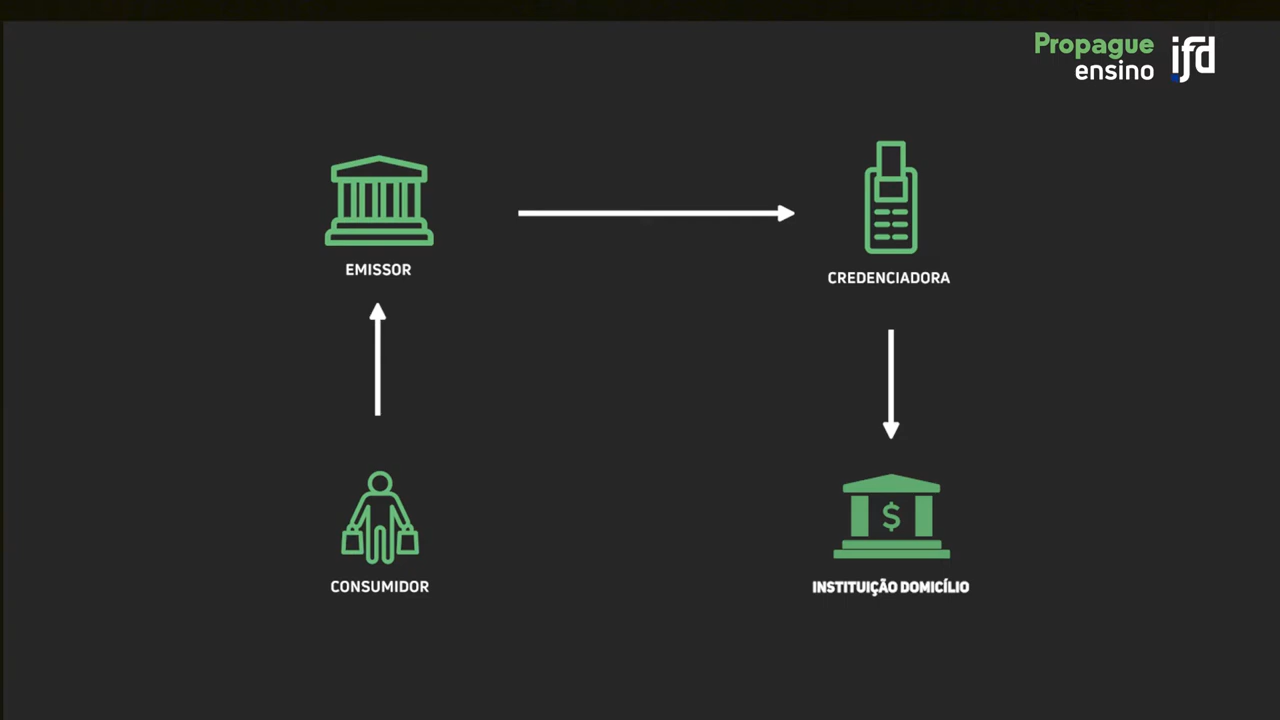 Propague
ensino
ifd
EMISSOR
CREDENCIADORA
$
CONSUMIDOR
INSTITUIÇÃO DOMICÍLIO